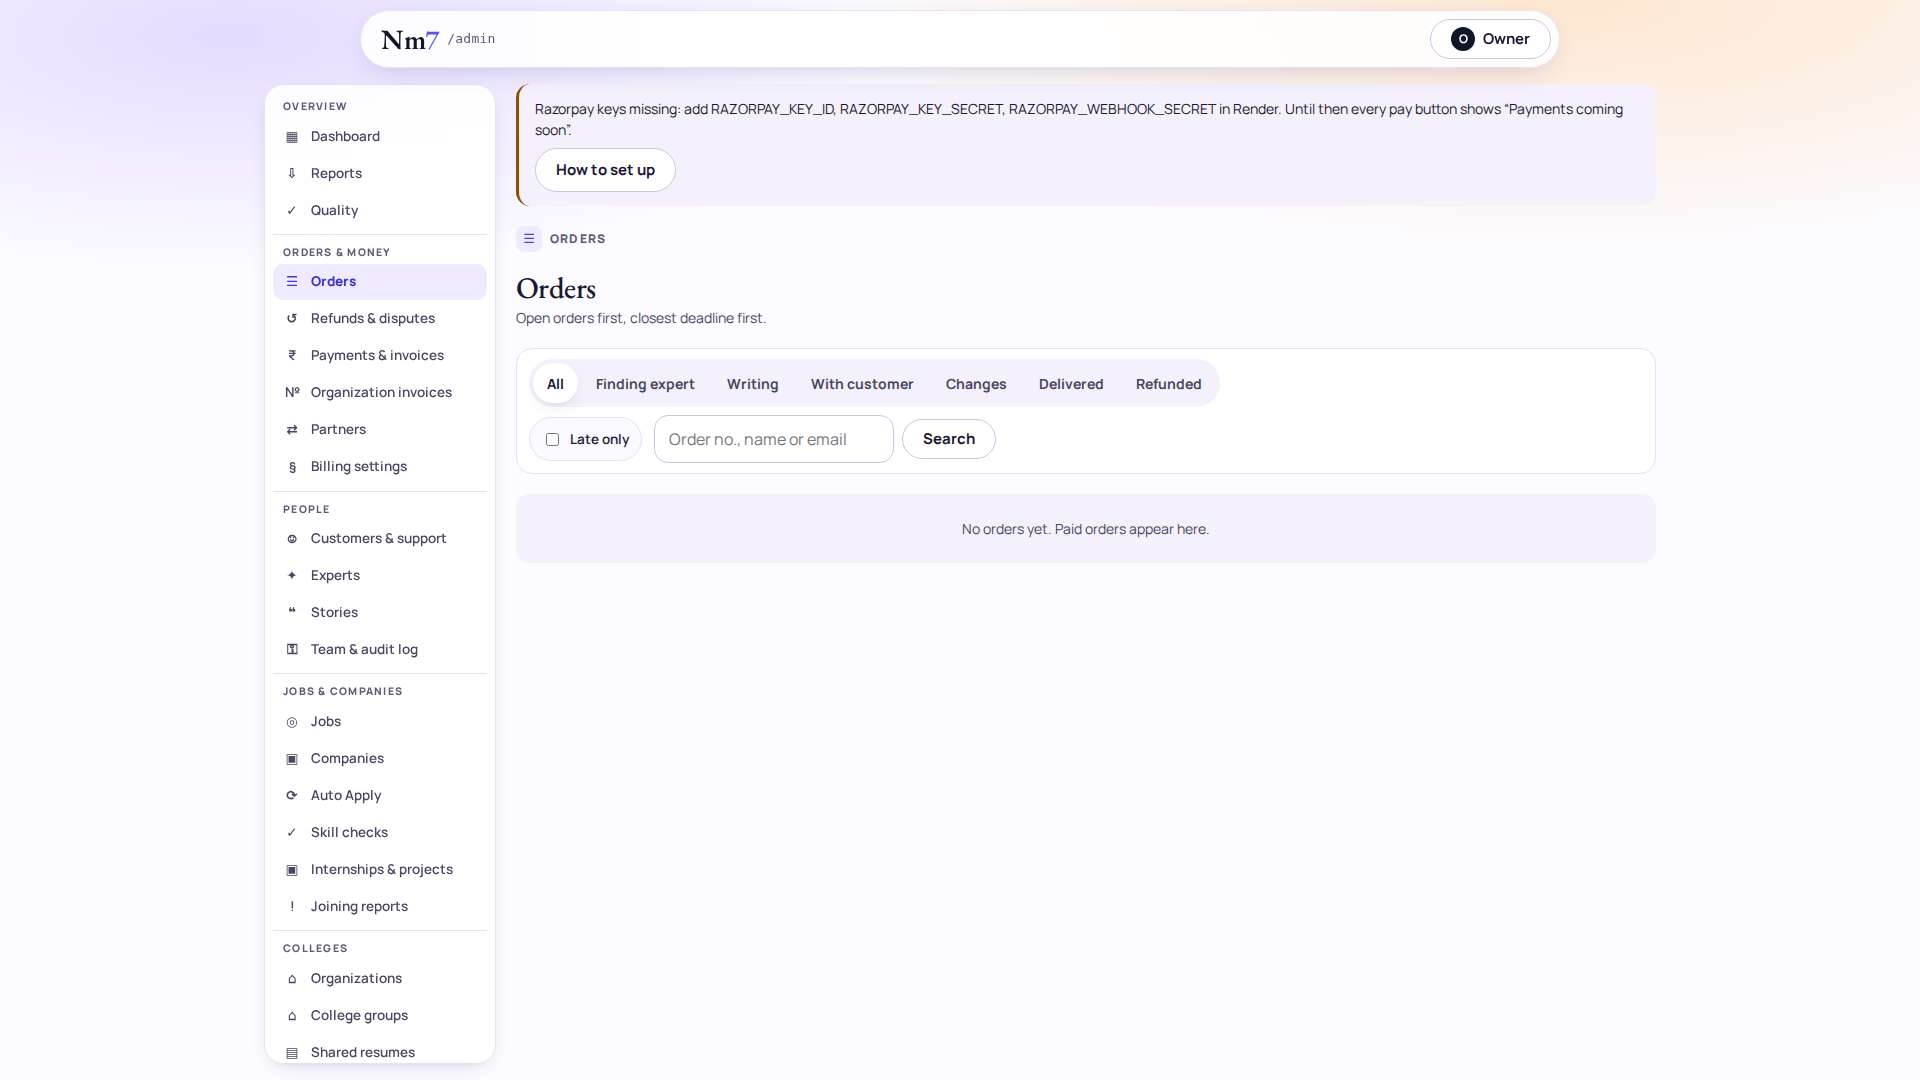 Nm7 /admin
O Owner
OVERVIEW
Dashboard
Reports
Quality
ORDERS & MONEY
Orders
Refunds & disputes
₹ Payments & invoices
Nº Organization invoices
Partners
§ Billing settings
PEOPLE
Customers & support
Experts
Stories
Team & audit log
JOBS & COMPANIES
Jobs
Companies
Auto Apply
Skill checks
Internships & projects
! Joining reports
COLLEGES
Organizations
College groups
Shared resumes
Razorpay keys missing: add RAZORPAY_KEY_ID, RAZORPAY_KEY_SECRET, RAZORPAY_WEBHOOK_SECRET in Render. Until then every pay button shows “Payments coming
soon”.
How to set up
ORDERS
Orders
Open orders first, closest deadline first.
All Finding expert Writing With customer Changes Delivered Refunded
Late only Order no., name or email Search
No orders yet. Paid orders appear here.